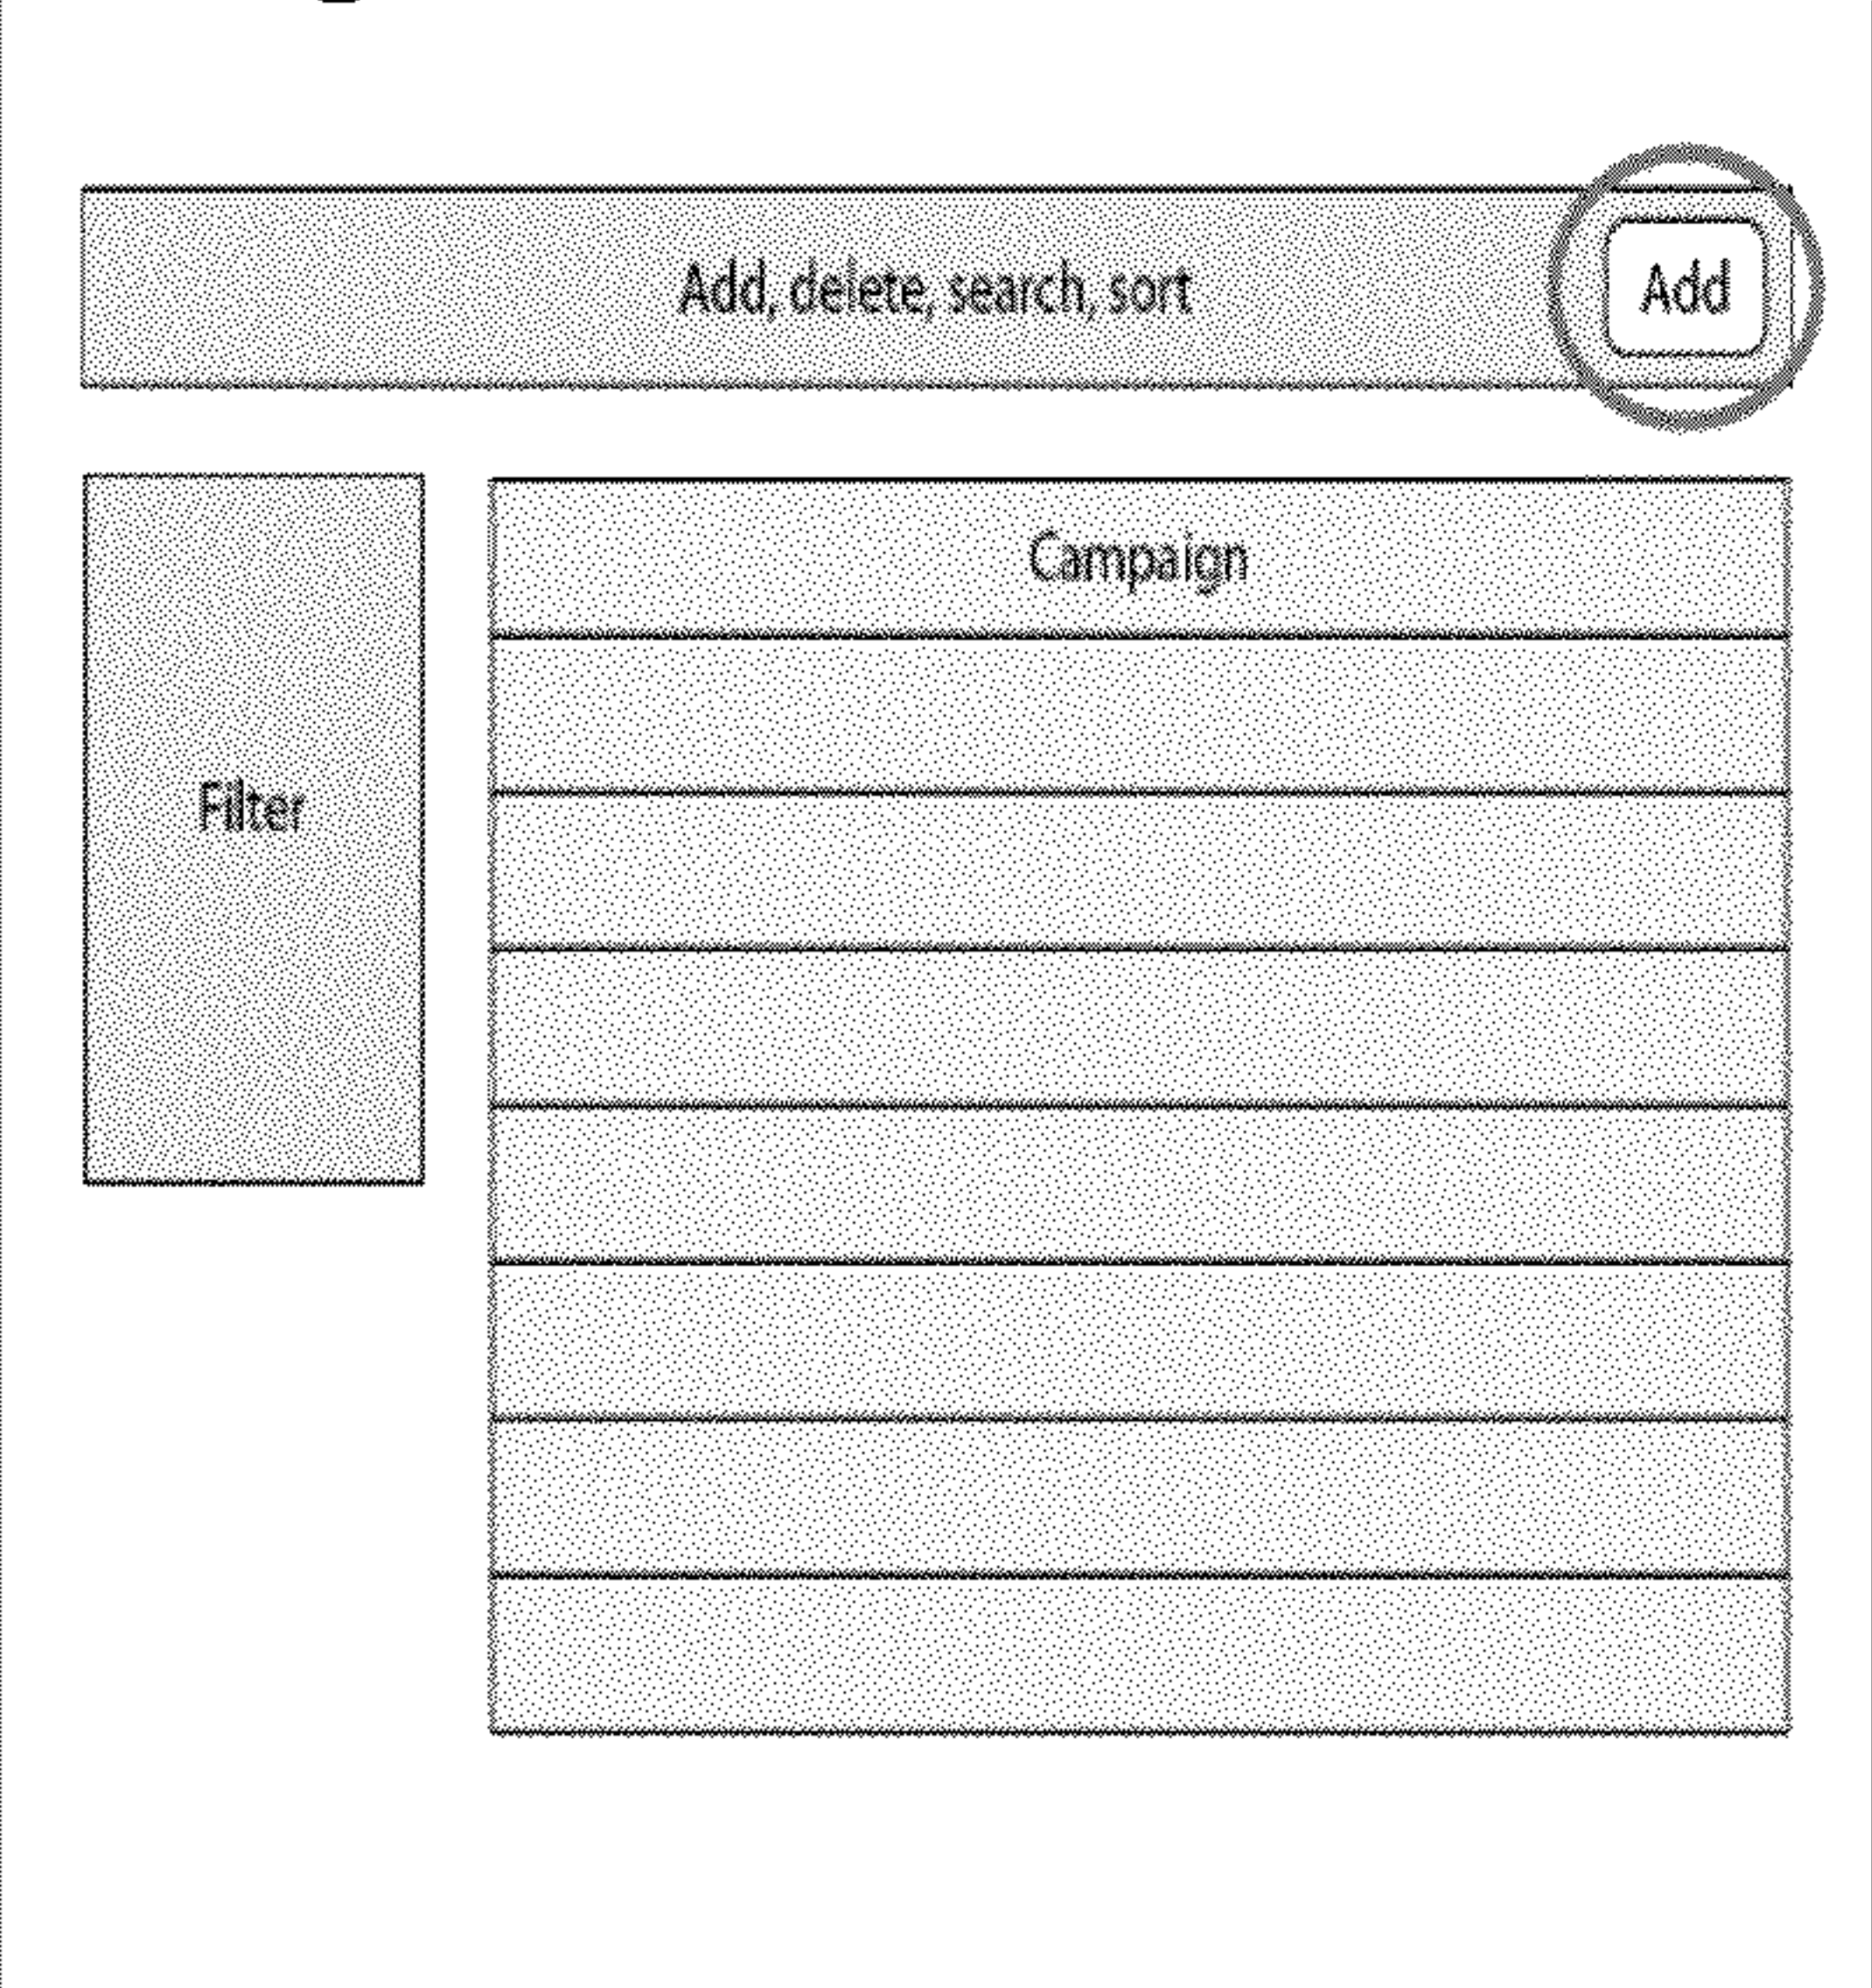 Add, delete, search, sort
Add
Campaign
Filter